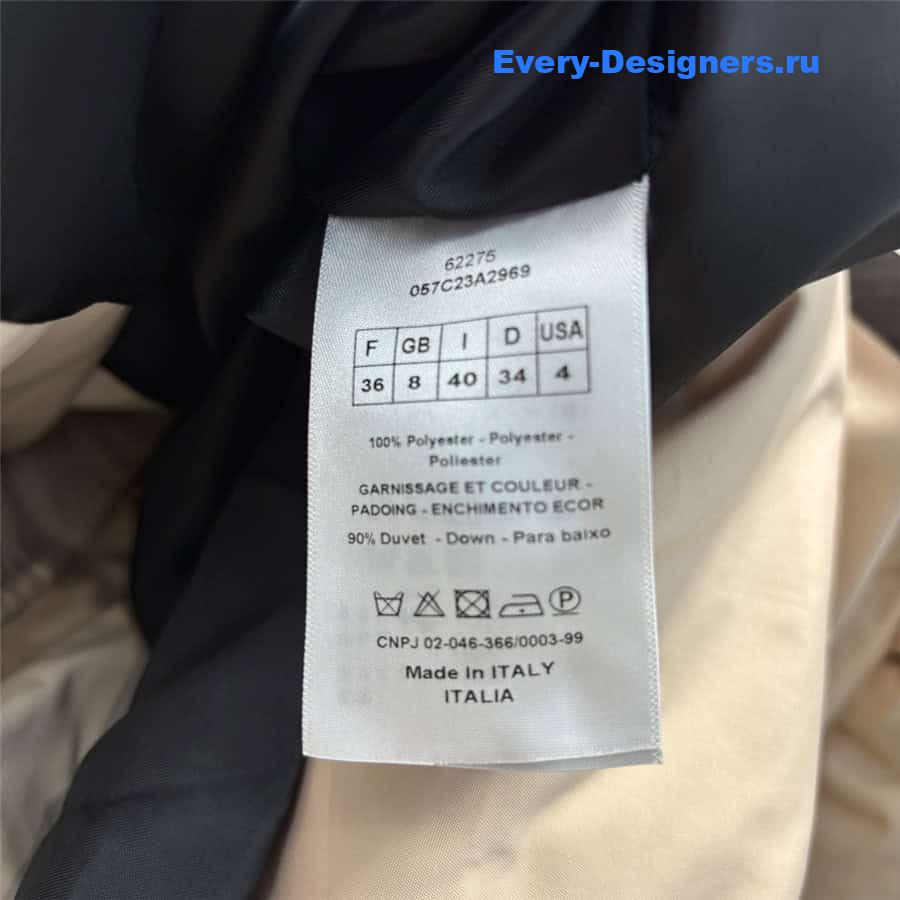 Every-Designers.ru
62275
057C23A2969
F GB I D USA
36 8 40 34 4
100% Polyester - Polyester -
Poliester
GARNISSAGE ET COULEUR -
PADOING - ENCHIMENTO ECOR
90% Duvet - Down - Para baixo
P
CNPJ 02-046-366/0003-99
Made In ITALY
ITALIA